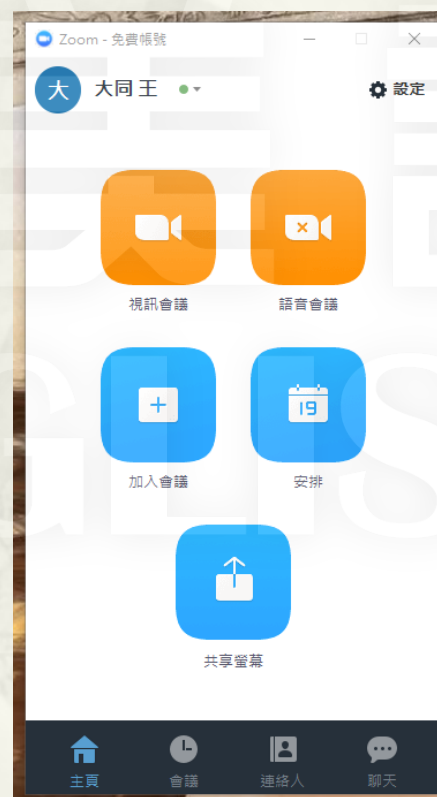 Zoom - 免費帳號
大 大同 王 設定
視訊會議 語音會議
加入會議 19 安排
共享螢幕
主頁 會議 連絡人 聊天